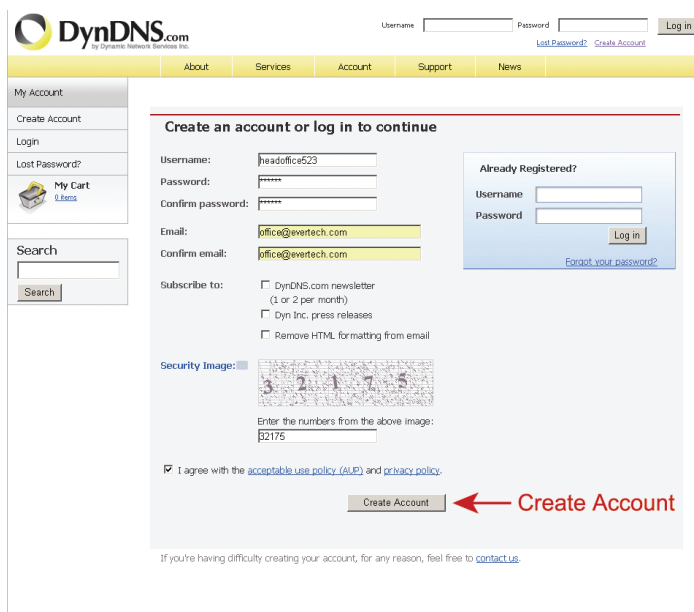 DynDNS.com
by Dynamic Network Services Inc.
Username
Password
Log in
Lost Password? Create Account
About Services Account Support News
My Account
Create Account
Login
Lost Password?
My Cart
0 items
Search
Search
Create an account or log in to continue
Username: headoffice523
Password: ******
Confirm password: ******
Email: office@evertech.com
Confirm email: office@evertech.com
Subscribe to: DynDNS.com newsletter
(1 or 2 per month)
Dyn Inc. press releases
Remove HTML formatting from email
Security Image:
3 2 1 7 5
Enter the numbers from the above image:
32175
I agree with the acceptable use policy (AUP) and privacy policy.
Create Account
Create Account
Already Registered?
Username
Password
Log in
Forgot your password?
If you're having difficulty creating your account, for any reason, feel free to contact us.